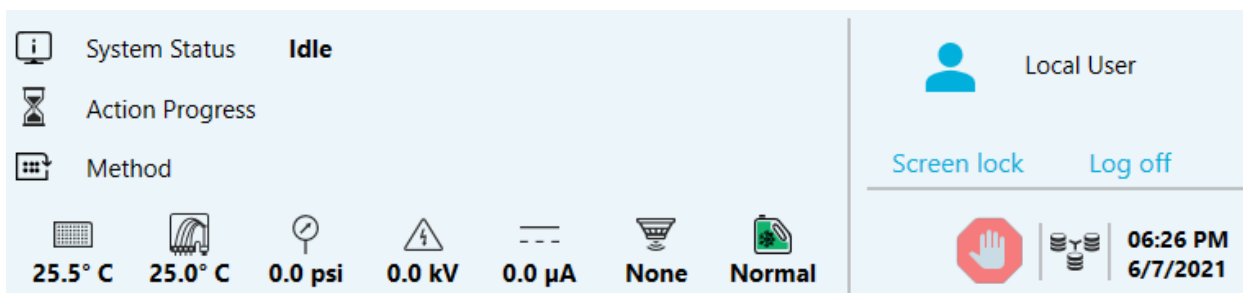 System Status Idle
Action Progress
Method
25.5° C 25.0° C 0.0 psi 0.0 kV 0.0 µA None Normal
Local User
Screen lock Log off
06:26 PM
6/7/2021